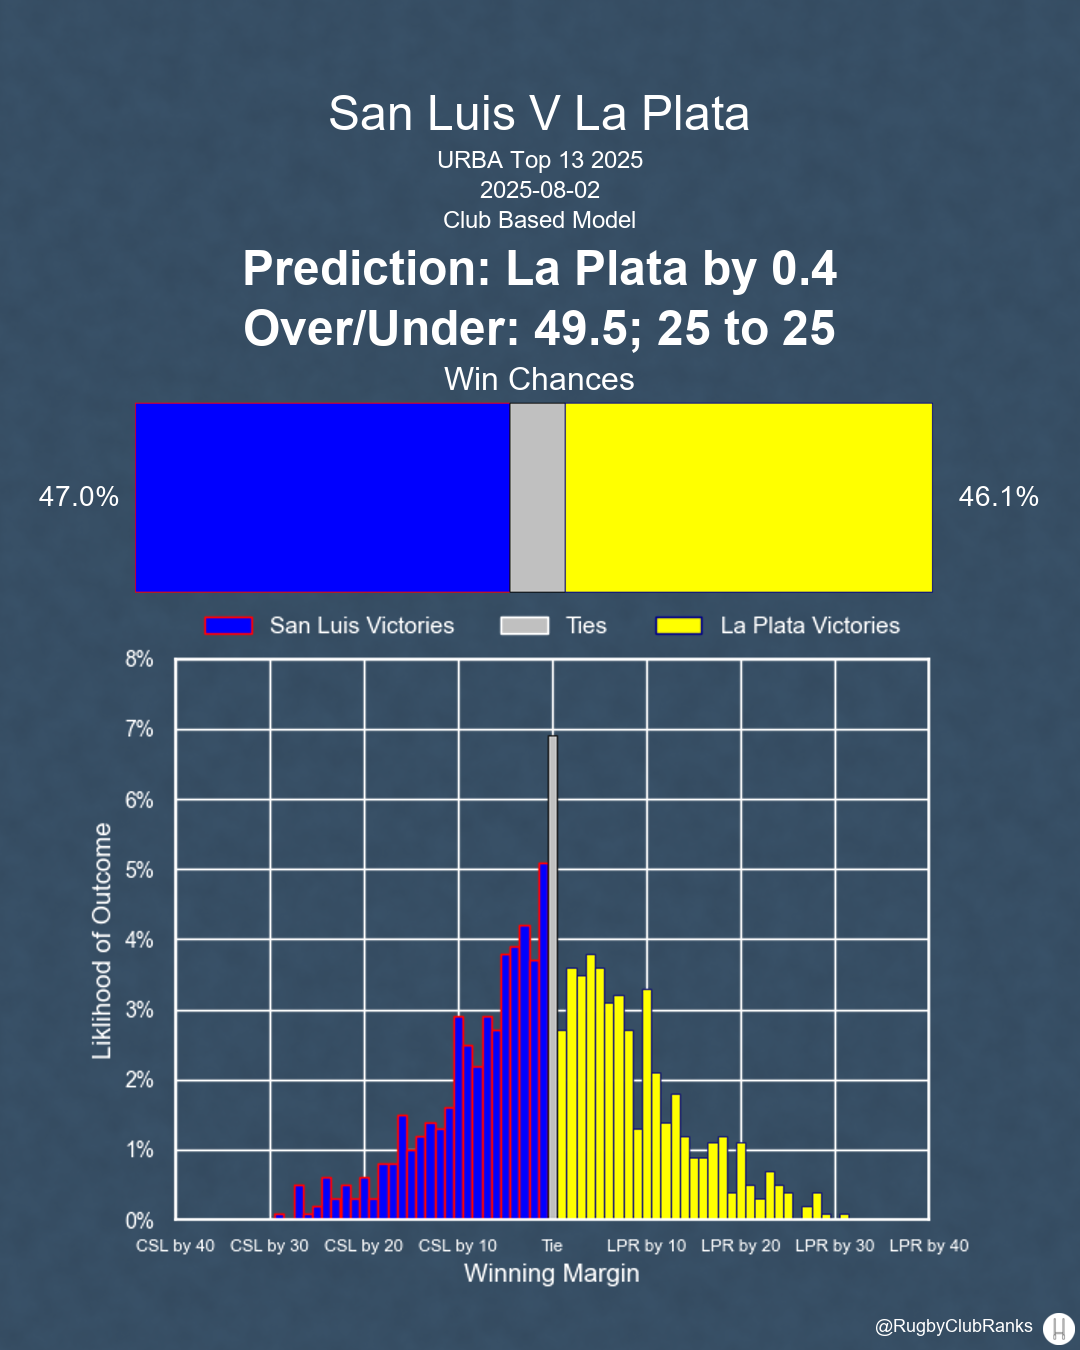 San Luis V La Plata
URBA Top 13 2025
2025-08-02
Club Based Model
Prediction: La Plata by 0.4
Over/Under: 49.5; 25 to 25
Win Chances
47.0%
46.1%
San Luis Victories
Ties
La Plata Victories
8%
7%
6%
5%
4%
3%
2%
1%
0%
Liklihood of Outcome
CSL by 40 CSL by 30 CSL by 20 CSL by 10 Tie LPR by 10 LPR by 20 LPR by 30 LPR by 40
Winning Margin
@RugbyClubRanks